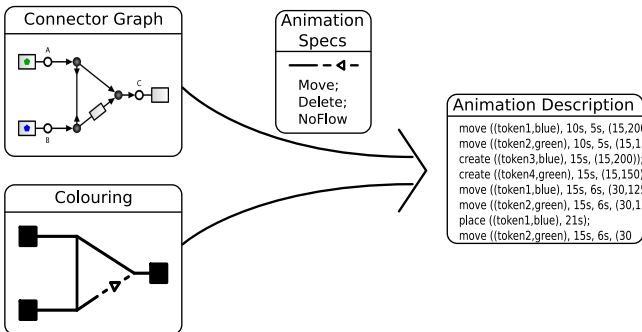 Connector Graph
A
C
B
Colouring
Animation
Specs
Move;
Delete;
NoFlow
Animation Description
move ((token1,blue), 10s, 5s, (15,200
move ((token2,green), 10s, 5s, (15,1
create ((token3,blue), 15s, (15,200));
create ((token4,green), 15s, (15,150)
move ((token1,blue), 15s, 6s, (30,125
move ((token2,green), 15s, 6s, (30,1
place ((token1,blue), 21s);
move ((token2,green), 15s, 6s, (30